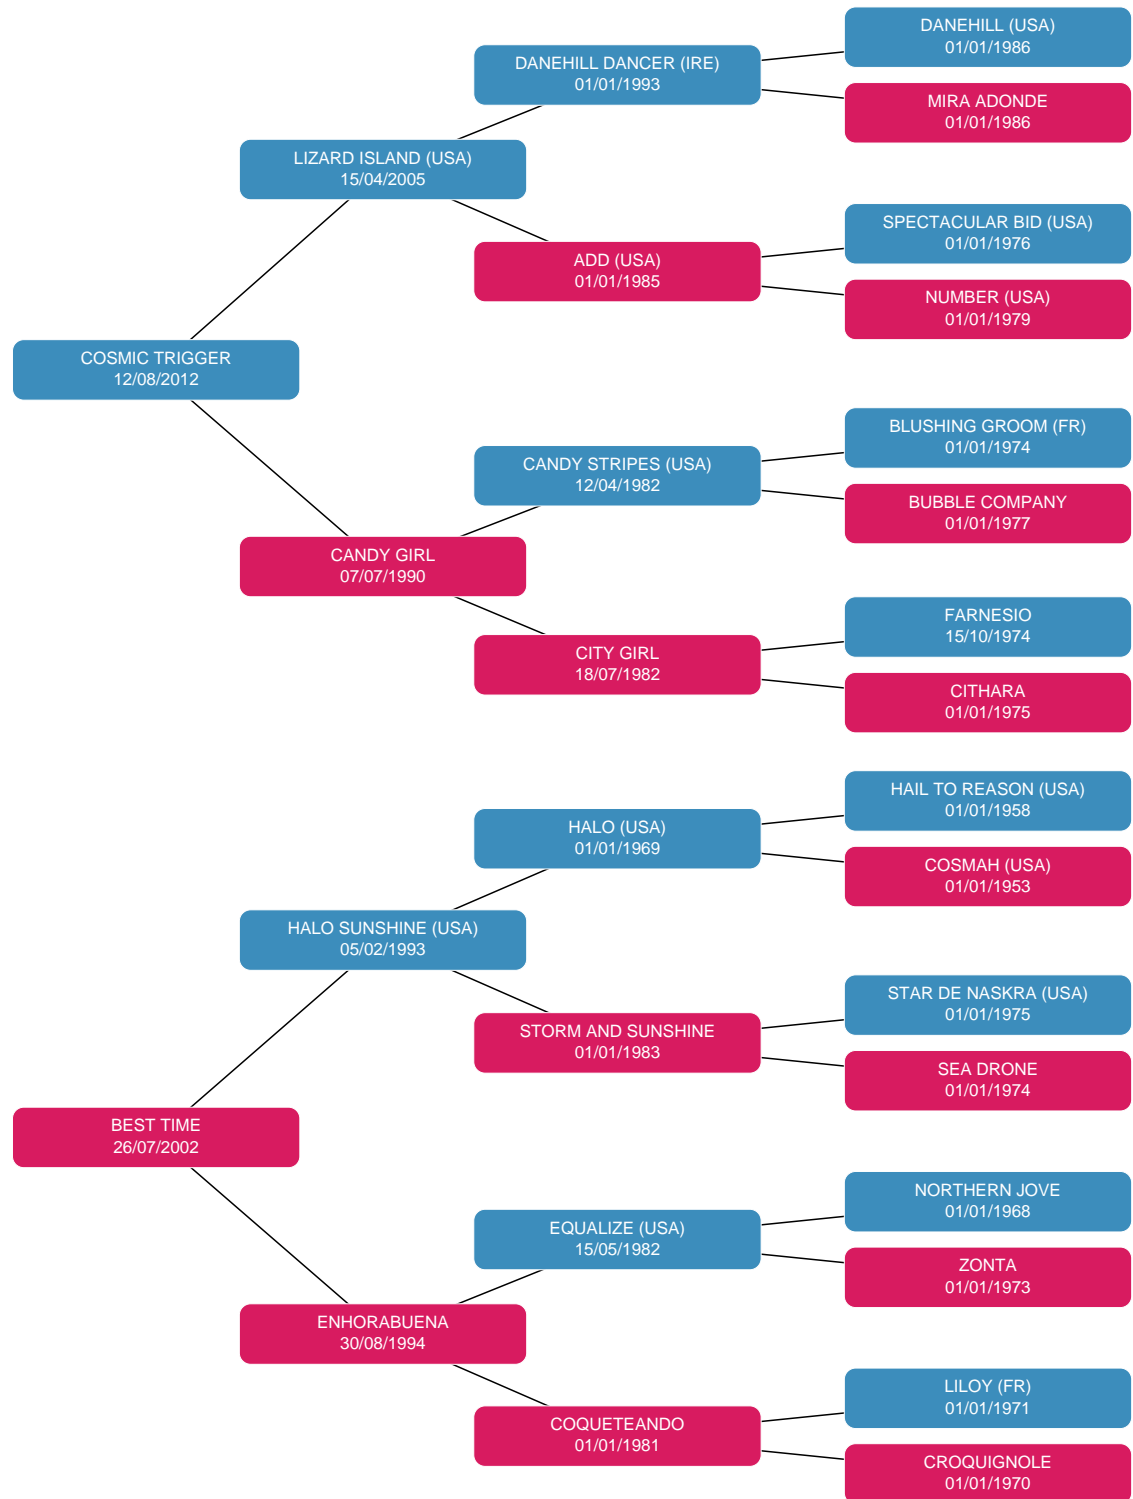 DANEHILL (USA)
01/01/1986
DANEHILL DANCER (IRE)
01/01/1993
MIRA ADONDE
01/01/1986
LIZARD ISLAND (USA)
15/04/2005
SPECTACULAR BID (USA)
01/01/1976
ADD (USA)
01/01/1985
NUMBER (USA)
01/01/1979
COSMIC TRIGGER
12/08/2012
BLUSHING GROOM (FR)
01/01/1974
CANDY STRIPES (USA)
12/04/1982
BUBBLE COMPANY
01/01/1977
CANDY GIRL
07/07/1990
FARNESIO
15/10/1974
CITY GIRL
18/07/1982
CITHARA
01/01/1975
HAIL TO REASON (USA)
01/01/1958
HALO (USA)
01/01/1969
COSMAH (USA)
01/01/1953
HALO SUNSHINE (USA)
05/02/1993
STAR DE NASKRA (USA)
01/01/1975
STORM AND SUNSHINE
01/01/1983
SEA DRONE
01/01/1974
BEST TIME
26/07/2002
NORTHERN JOVE
01/01/1968
EQUALIZE (USA)
15/05/1982
ZONTA
01/01/1973
ENHORABUENA
30/08/1994
LILOY (FR)
01/01/1971
COQUETEANDO
01/01/1981
CROQUIGNOLE
01/01/1970